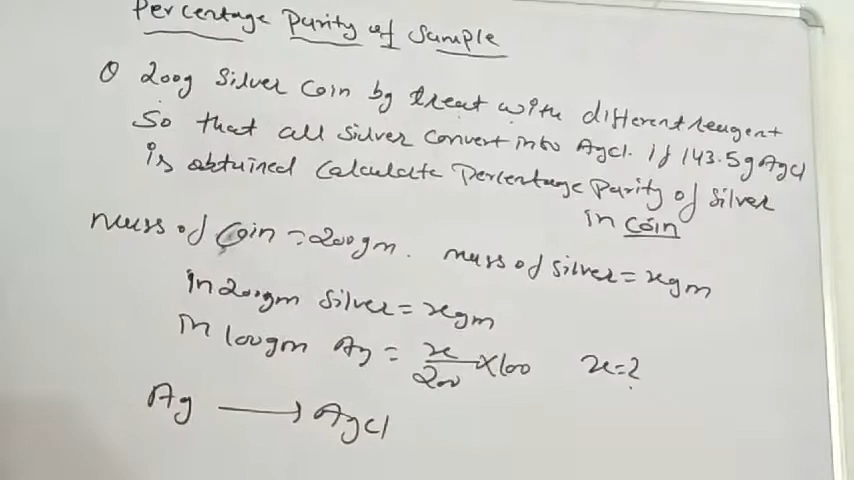 Percentage Purity of Sample
Q 200g Silver Coin by treat with different reugent
So that all Silver Convert into AgCl. if 143.5g AgCl
is obtained Calculate Percentage Purity of Silver
in Coin
mass of Coin = 200gm. mass of silver = xgm
in 200gm Silver = xgm
in 100gm Ag = x/200 × 100 x=?
Ag → AgCl